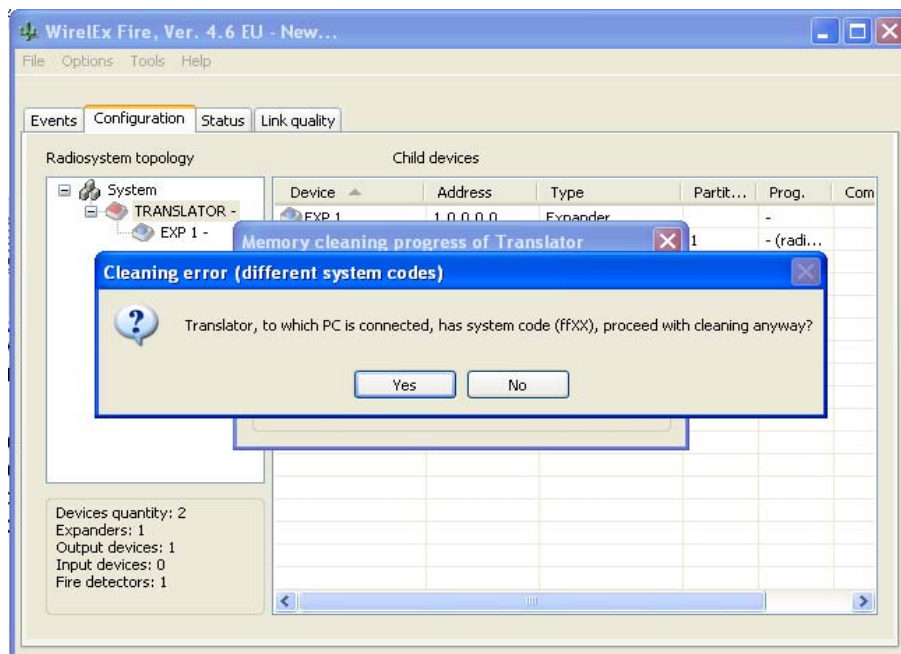 WirelEx Fire, Ver. 4.6 EU - New...
File Options Tools Help
Events Configuration Status Link quality
Radiosystem topology Child devices
System
TRANSLATOR -
EXP 1 -
Device Address Type Partit... Prog. Com
EXP 1 1.0.0.0.0 Expander -
1 - (radi...
Memory cleaning progress of Translator
Cleaning error (different system codes)
Translator, to which PC is connected, has system code (ffXX), proceed with cleaning anyway?
Yes No
Devices quantity: 2
Expanders: 1
Output devices: 1
Input devices: 0
Fire detectors: 1